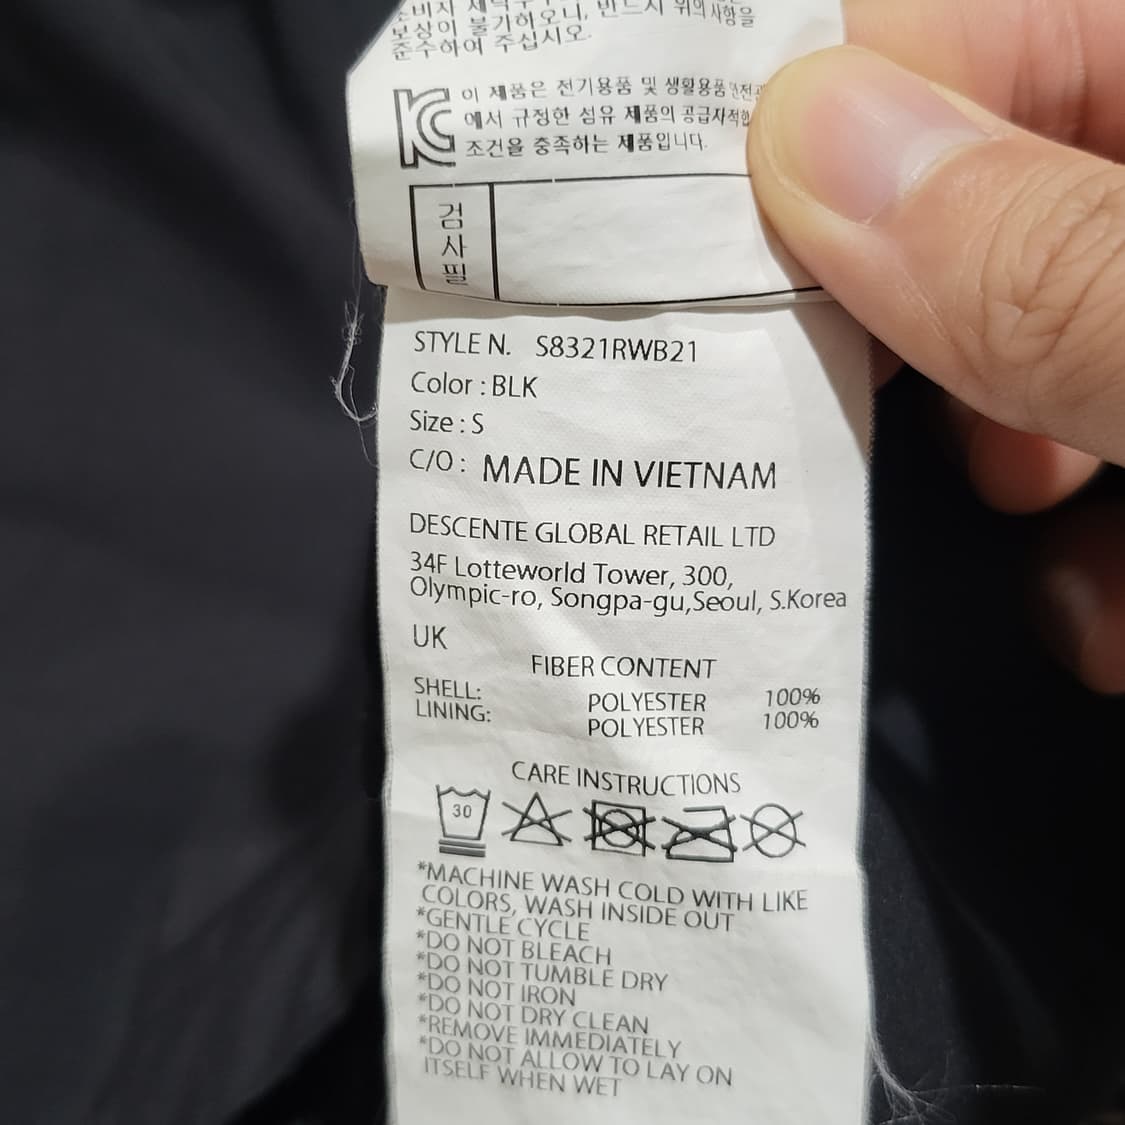 보상이 불가하오니, 반드시 위의 사항을
준수하여 주십시오.
이 제품은 전기용품 및 생활용품
에서 규정한 섬유 제품의 공급자적합
조건을 충족하는 제품입니다.
검
사
필
STYLE N. S8321RWB21
Color : BLK
Size : S
C/O : MADE IN VIETNAM
DESCENTE GLOBAL RETAIL LTD
34F Lotteworld Tower, 300,
Olympic-ro, Songpa-gu,Seoul, S.Korea
UK
FIBER CONTENT
SHELL: POLYESTER 100%
LINING: POLYESTER 100%
CARE INSTRUCTIONS
30
*MACHINE WASH COLD WITH LIKE
COLORS, WASH INSIDE OUT
*GENTLE CYCLE
*DO NOT BLEACH
*DO NOT TUMBLE DRY
*DO NOT IRON
*DO NOT DRY CLEAN
*REMOVE IMMEDIATELY
*DO NOT ALLOW TO LAY ON
ITSELF WHEN WET